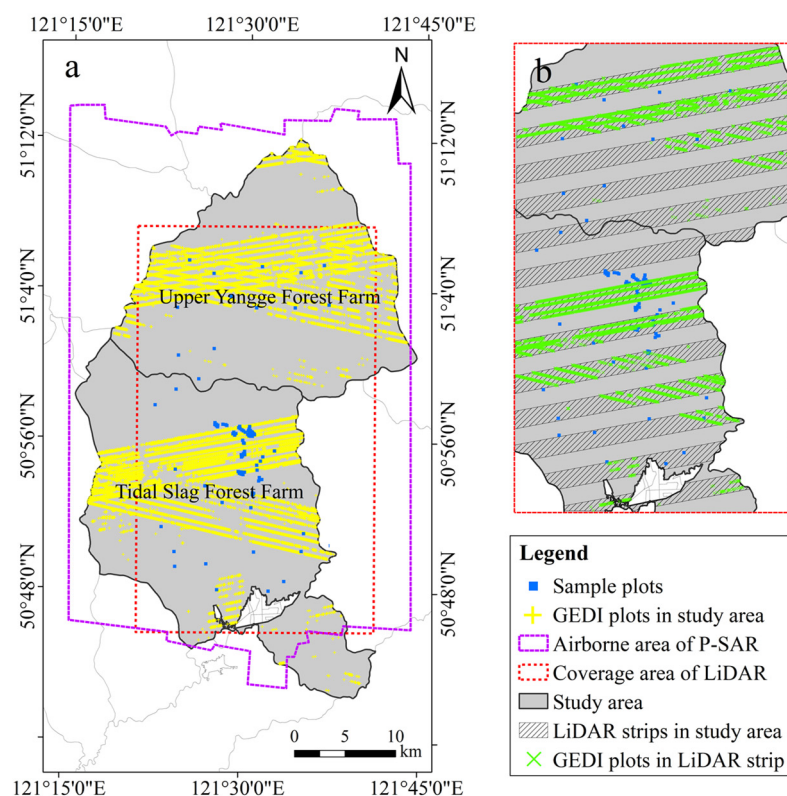 121°15'0"E 121°30'0"E 121°45'0"E
a
N
b
51°12'0"N
51°12'0"N
51°4'0"N
51°4'0"N
Upper Yangge Forest Farm
50°56'0"N
50°56'0"N
Tidal Slag Forest Farm
50°48'0"N
50°48'0"N
0 5 10
km
121°15'0"E 121°30'0"E 121°45'0"E
Legend
Sample plots
GEDI plots in study area
Airborne area of P-SAR
Coverage area of LiDAR
Study area
LiDAR strips in study area
GEDI plots in LiDAR strip